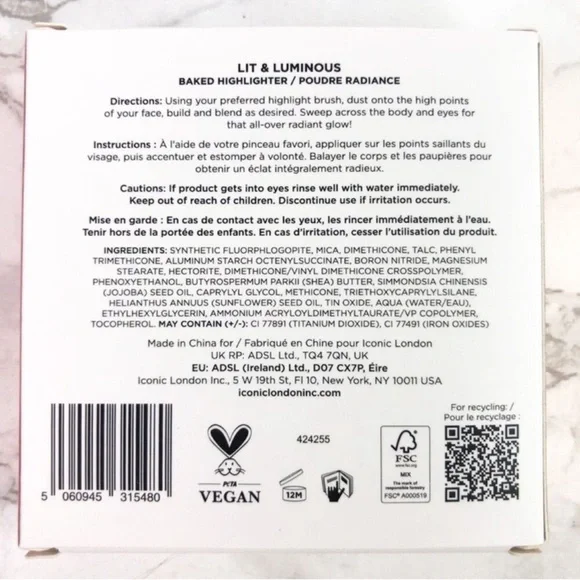 LIT & LUMINOUS
BAKED HIGHLIGHTER / POUDRE RADIANCE
Directions: Using your preferred highlight brush, dust onto the high points
of your face, build and blend as desired. Sweep across the body and eyes for
that all-over radiant glow!
Instructions : À l'aide de votre pinceau favori, appliquer sur les points saillants du
visage, puis accentuer et estomper à volonté. Balayer le corps et les paupières pour
obtenir un éclat intégralement radieux.
Cautions: If product gets into eyes rinse well with water immediately.
Keep out of reach of children. Discontinue use if irritation occurs.
Mise en garde : En cas de contact avec les yeux, les rincer immédiatement à l'eau.
Tenir hors de la portée des enfants. En cas d'irritation, cesser l'utilisation du produit.
INGREDIENTS: SYNTHETIC FLUORPHLOGOPITE, MICA, DIMETHICONE, TALC, PHENYL
TRIMETHICONE, ALUMINUM STARCH OCTENYLSUCCINATE, BORON NITRIDE, MAGNESIUM
STEARATE, HECTORITE, DIMETHICONE/VINYL DIMETHICONE CROSSPOLYMER,
PHENOXYETHANOL, BUTYROSPERMUM PARKII (SHEA) BUTTER, SIMMONDSIA CHINENSIS
(JOJOBA) SEED OIL, CAPRYLYL GLYCOL, METHICONE, TRIETHOXYCAPRYLYLSILANE,
HELIANTHUS ANNUUS (SUNFLOWER) SEED OIL, TIN OXIDE, AQUA (WATER/EAU),
ETHYLHEXYLGLYCERIN, AMMONIUM ACRYLOYLDIMETHYLTAURATE/VP COPOLYMER,
TOCOPHEROL. MAY CONTAIN (+/-): CI 77891 (TITANIUM DIOXIDE), CI 77491 (IRON OXIDES)
Made in China for / Fabriqué en Chine pour Iconic London
UK RP: ADSL Ltd., TQ4 7QN, UK
EU: ADSL (Ireland) Ltd., D07 CX7P, Éire
Iconic London Inc., 5 W 19th St, Fl 10, New York, NY 10011 USA
iconiclondoninc.com
5 060945 315480
PETA
VEGAN
424255
12M
FSC
www.fsc.org
MIX
The mark of
responsible forestry
FSC® A000519
For recycling: /
Pour le recyclage :